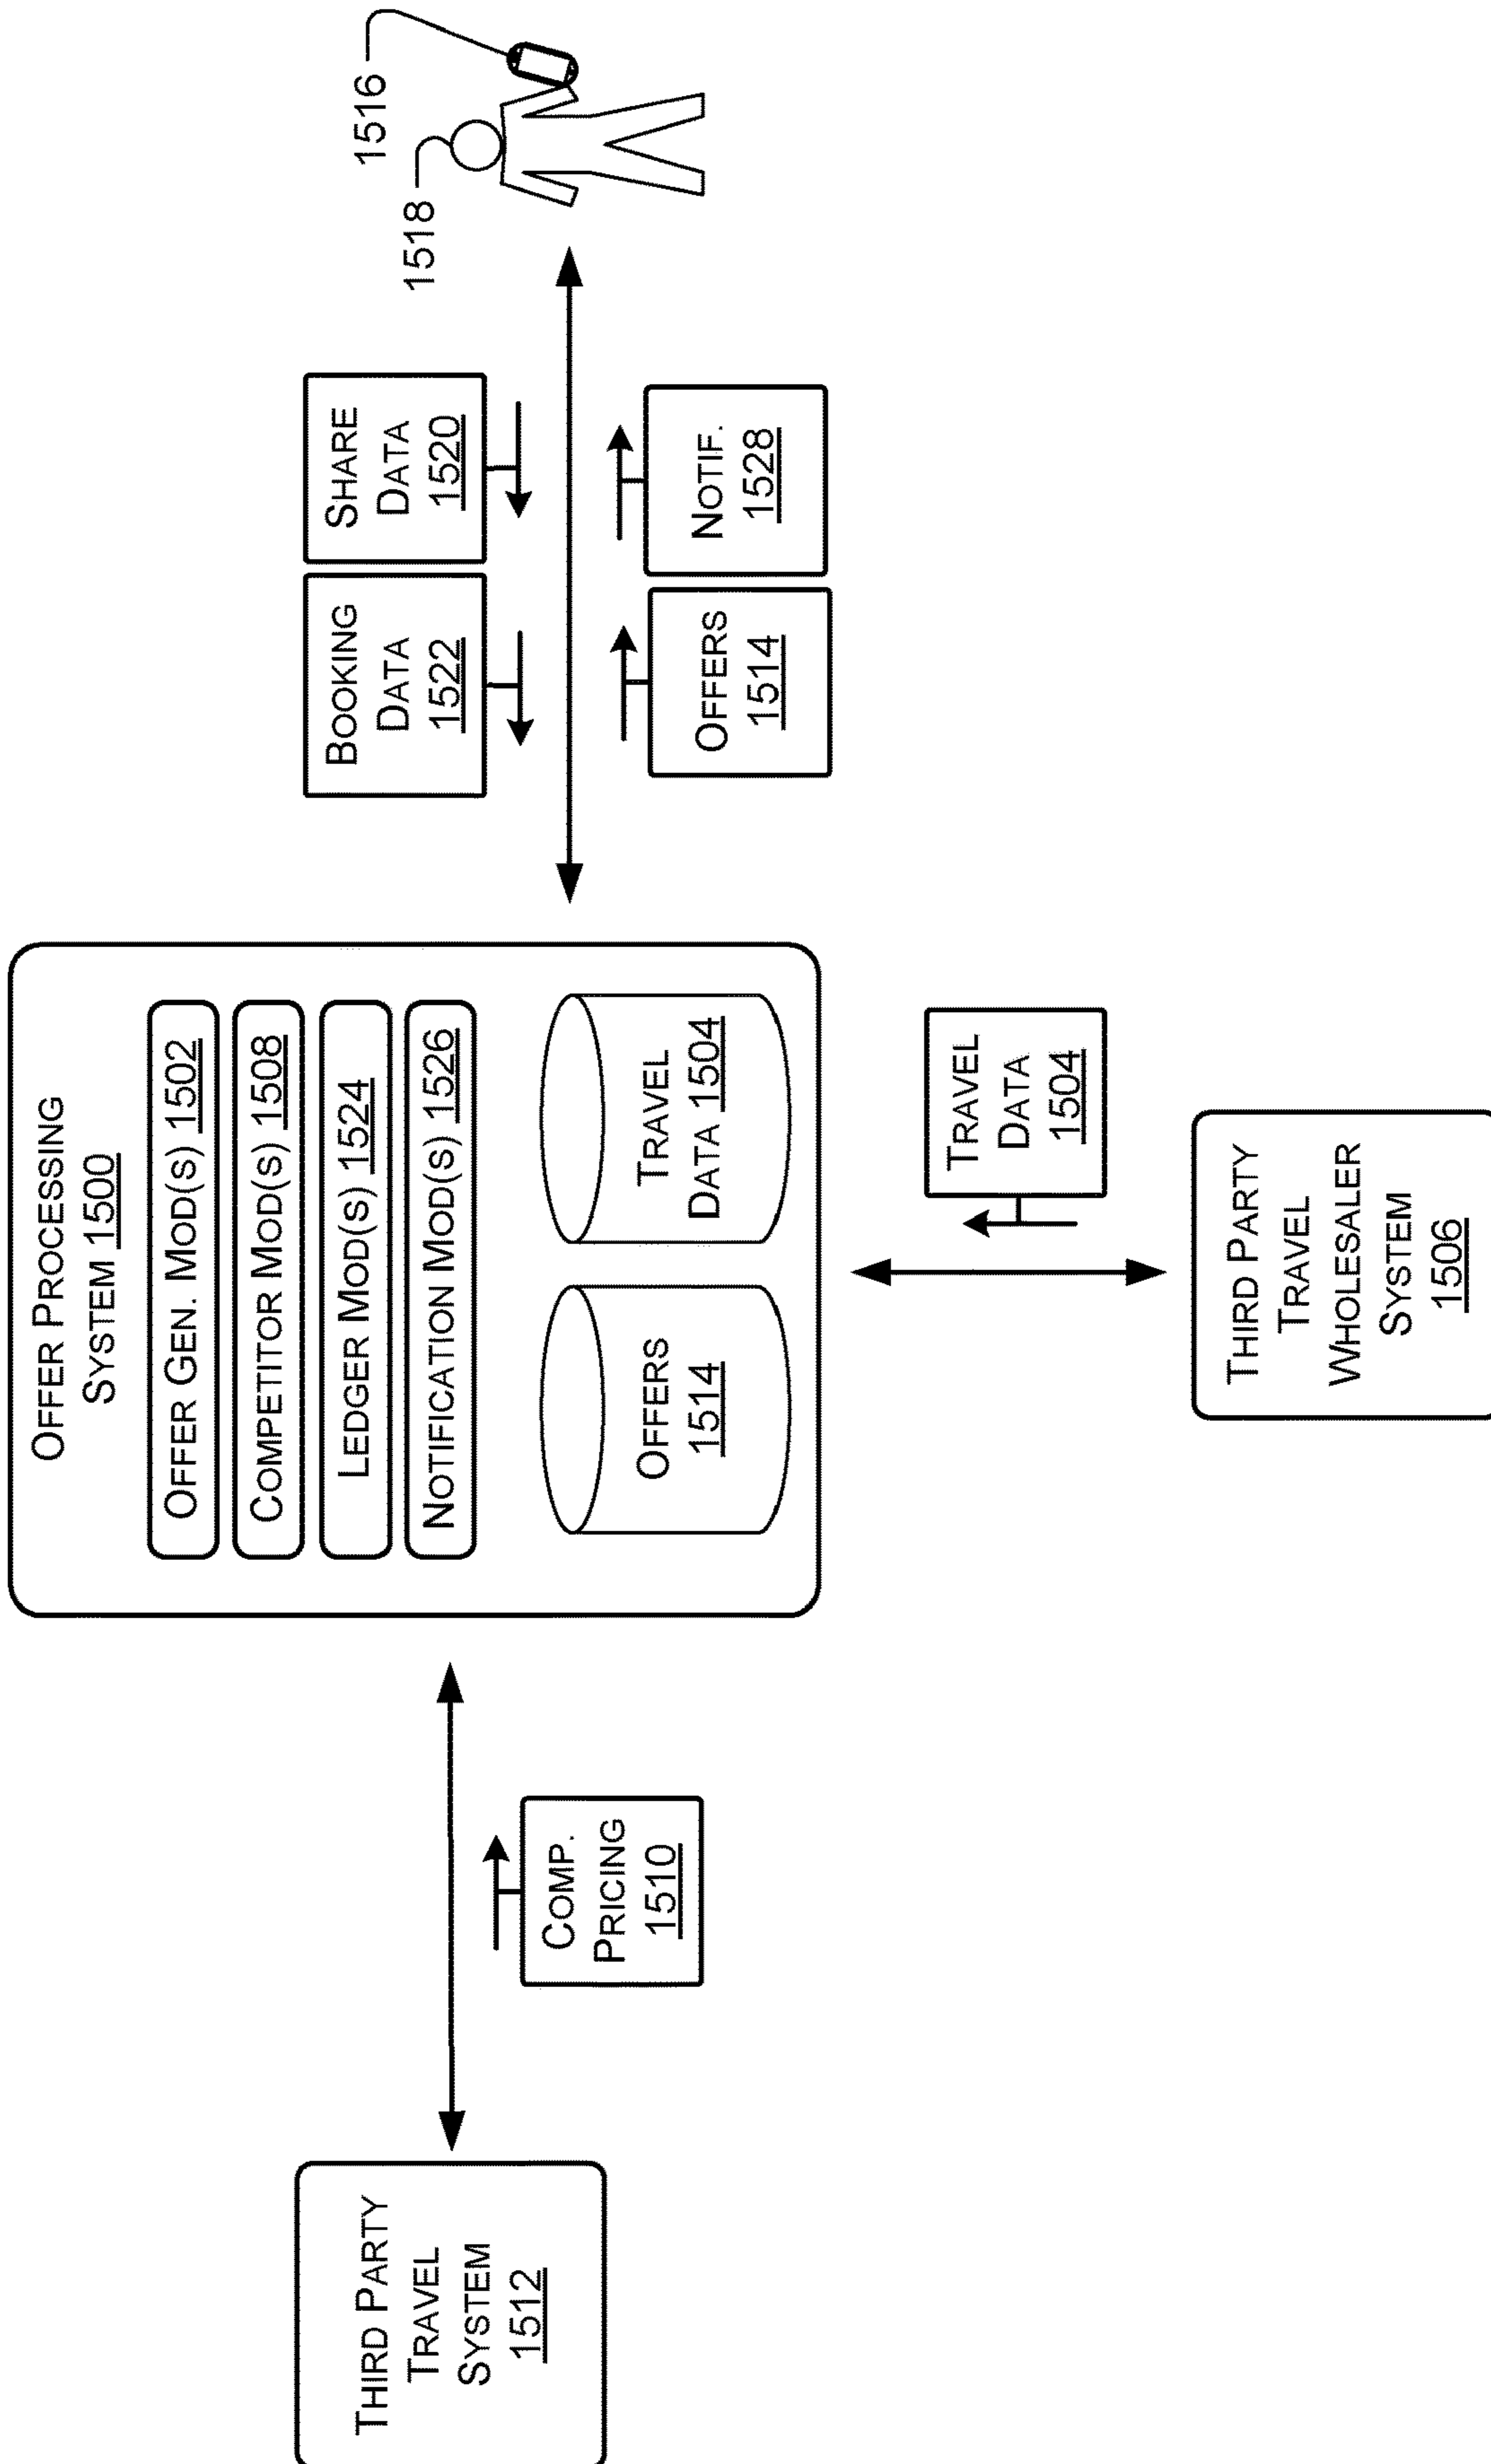 THIRD PARTY
TRAVEL
SYSTEM
1512
COMP.
PRICING
1510
OFFER PROCESSING
SYSTEM 1500
OFFER GEN. MOD(S) 1502
COMPETITOR MOD(S) 1508
LEDGER MOD(S) 1524
NOTIFICATION MOD(S) 1526
OFFERS
1514
TRAVEL
DATA 1504
TRAVEL
DATA
1504
THIRD PARTY
TRAVEL
WHOLESALER
SYSTEM
1506
BOOKING
DATA
1522
SHARE
DATA
1520
OFFERS
1514
NOTIF.
1528
1516
1518